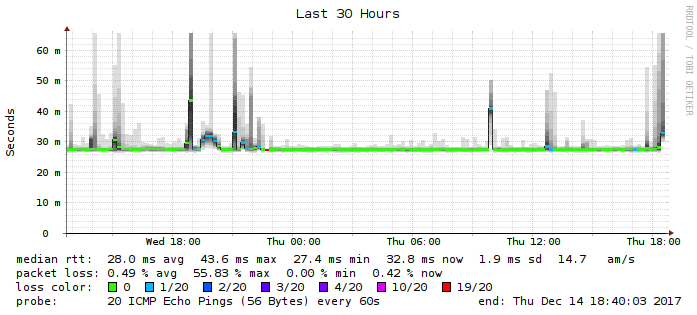 Last 30 Hours
RRDTOOL / TOBI OETIKER
Seconds
60 m
50 m
40 m
30 m
20 m
10 m
0
Wed 18:00 Thu 00:00 Thu 06:00 Thu 12:00 Thu 18:00
median rtt: 28.0 ms avg 43.6 ms max 27.4 ms min 32.8 ms now 1.9 ms sd 14.7 am/s
packet loss: 0.49 % avg 55.83 % max 0.00 % min 0.42 % now
loss color: 0 1/20 2/20 3/20 4/20 10/20 19/20
probe: 20 ICMP Echo Pings (56 Bytes) every 60s end: Thu Dec 14 18:40:03 2017